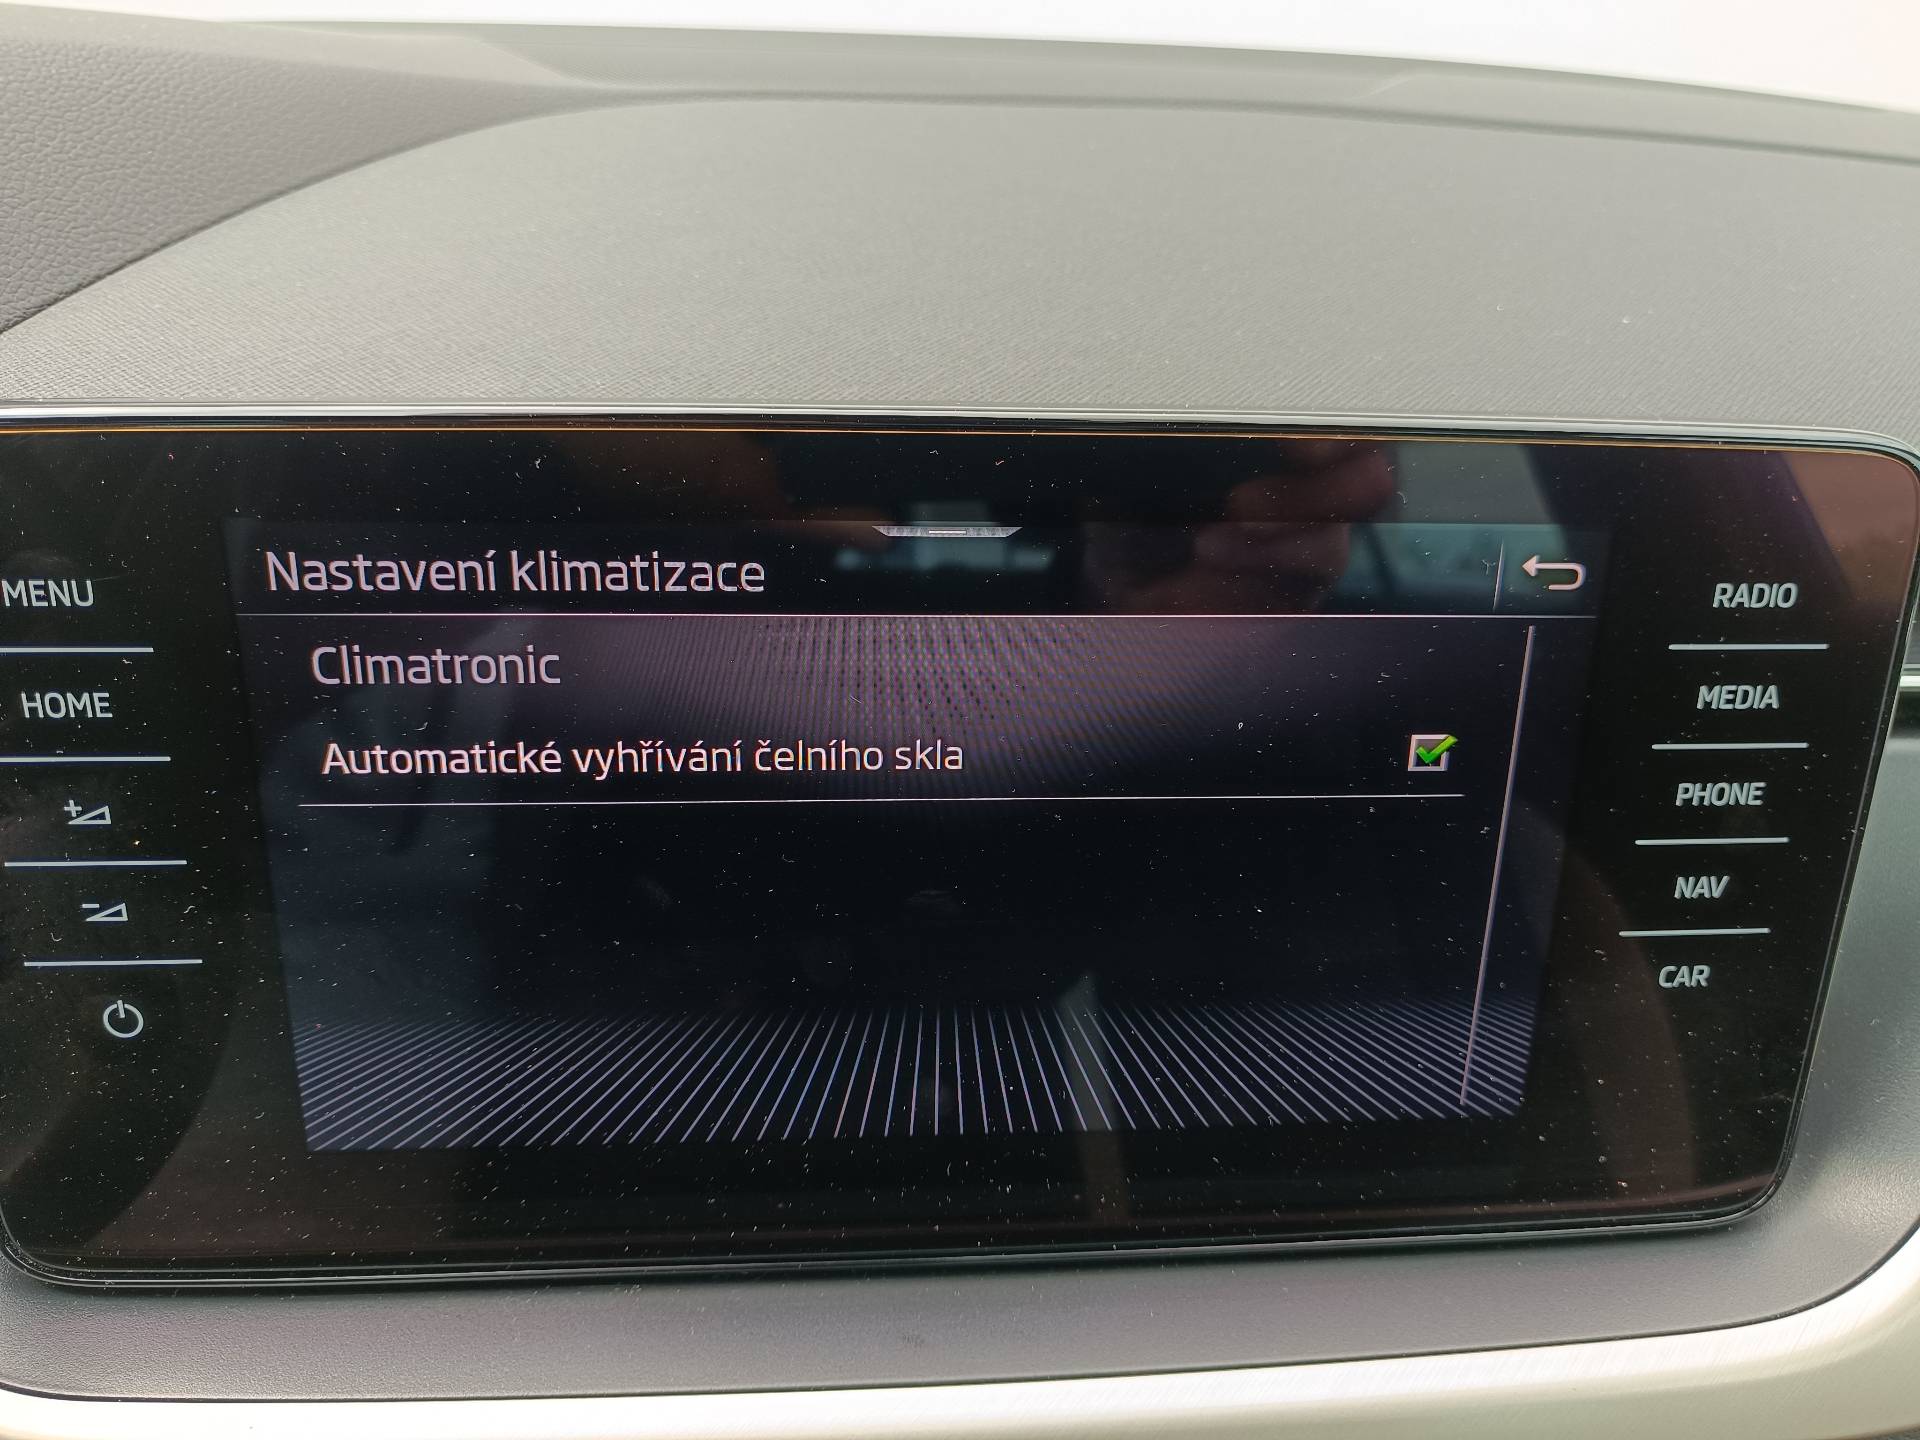 Nastavení klimatizace
Climatronic
Automatické vyhřívání čelního skla
MENU
HOME
+
-
RADIO
MEDIA
PHONE
NAV
CAR